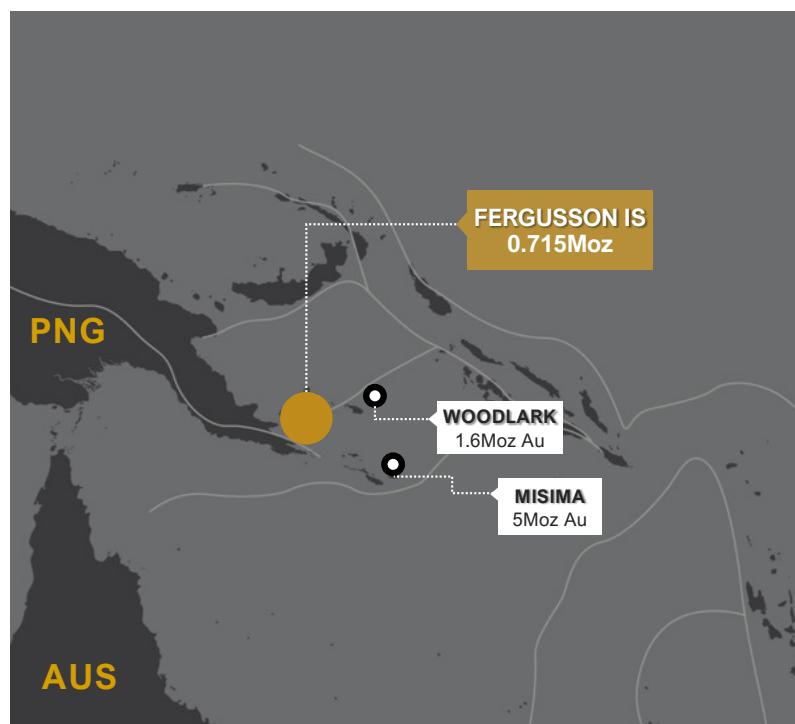 FERGUSSON IS
0.715Moz
PNG
WOODLARK
1.6Moz Au
MISIMA
5Moz Au
AUS